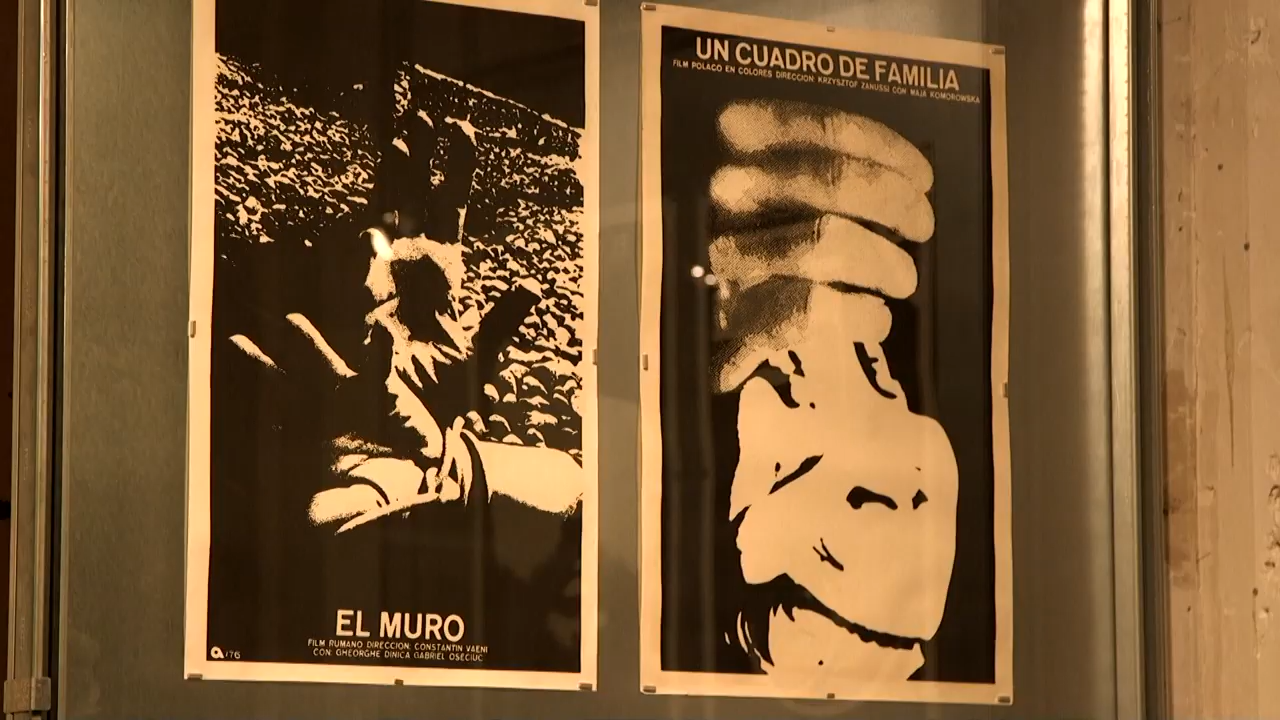 EL MURO
FILM RUMANO DIRECCION: CONSTANTIN VAENI
CON: GHEORGHE DINICA GABRIEL OSECIUC
a/76
UN CUADRO DE FAMILIA
FILM POLACO EN COLORES DIRECCION: KRZYSZTOF ZANUSSI CON MAJA KOMOROWSKA